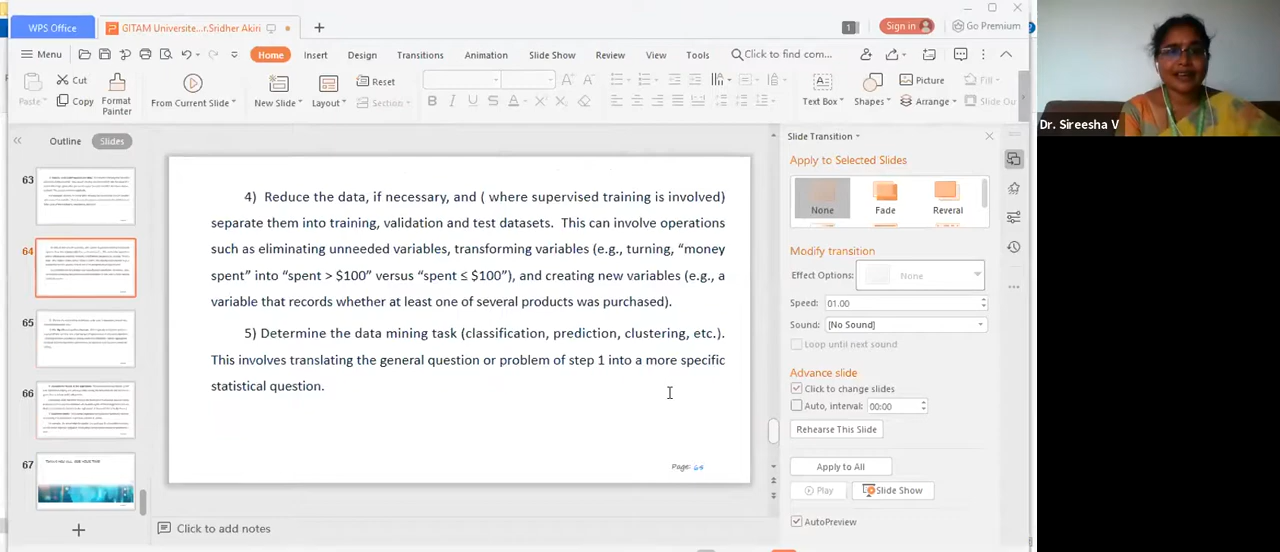 WPS Office
GITAM Universite...r.Sridher Akiri
1
Sign in
Go Premium
Menu
Home
Insert
Design
Transitions
Animation
Slide Show
Review
View
Tools
Click to find com...
Paste
Cut
Copy
Format
Painter
From Current Slide
New Slide
Layout
Reset
Section
B I U A S
Text Box
Shapes
Picture
Arrange
Fill
Slide Out
Outline
Slides
63
64
65
66
67
4) Reduce the data, if necessary, and (where supervised training is involved)
separate them into training, validation and test datasets. This can involve operations
such as eliminating unneeded variables, transforming variables (e.g., turning, “money
spent” into “spent > $100” versus “spent ≤ $100”), and creating new variables (e.g., a
variable that records whether at least one of several products was purchased).
5) Determine the data mining task (classification, prediction, clustering, etc.).
This involves translating the general question or problem of step 1 into a more specific
statistical question.
Page: 64
Click to add notes
Slide Transition
Apply to Selected Slides
None
Fade
Reveral
Modify Transition
Effect Options:
None
Speed: 01.00
Sound: [No Sound]
Loop until next sound
Advance slide
Click to change slides
Auto, interval: 00:00
Rehearse This Slide
Apply to All
Play
Slide Show
AutoPreview
Dr. Sireesha V